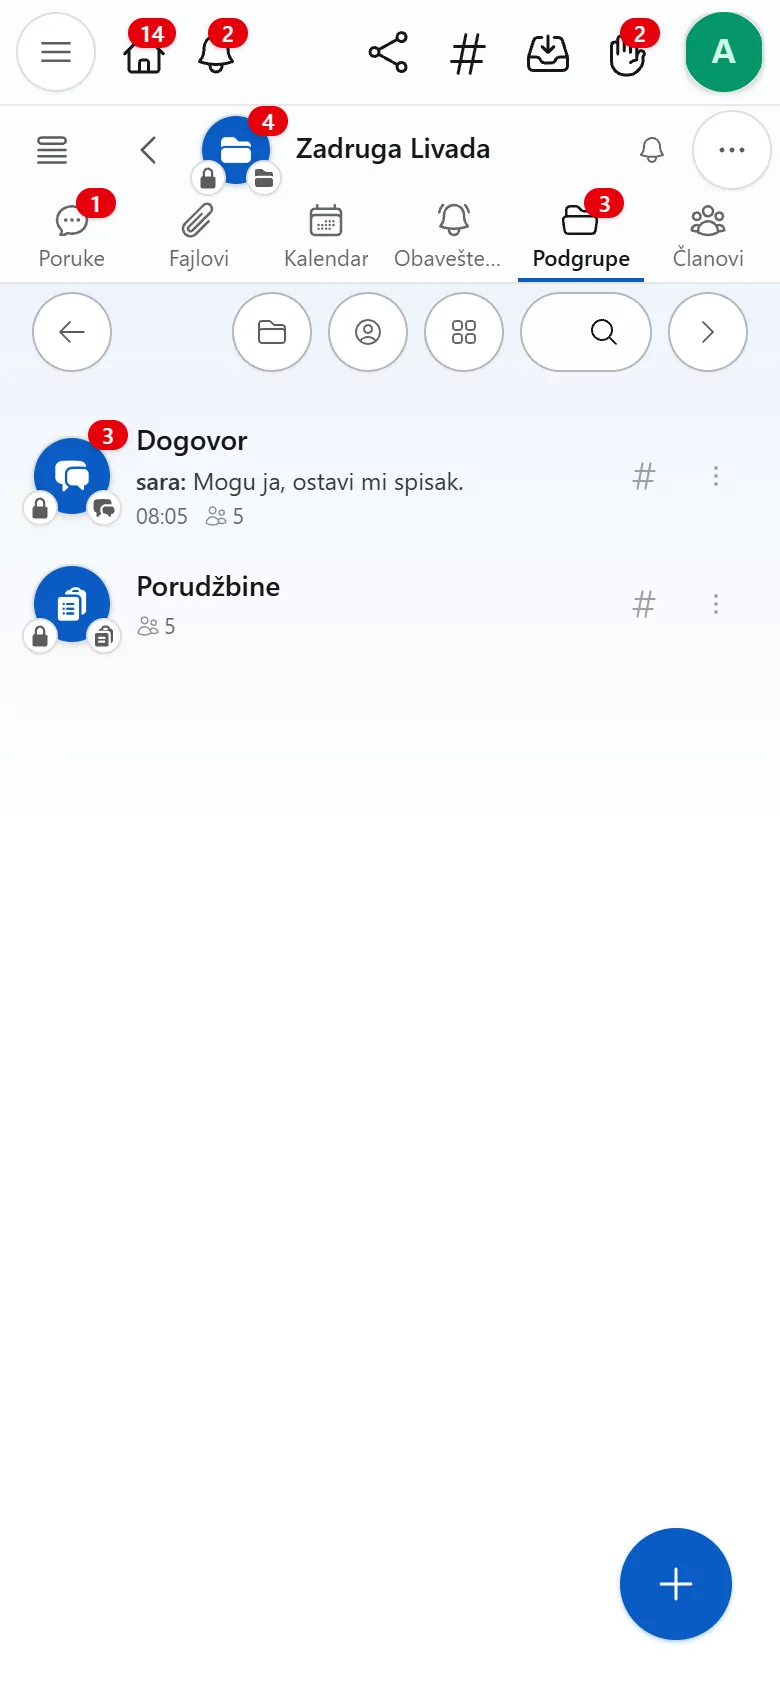 14
2
2
A
4
Zadruga Livada
1
3
Poruke
Fajlovi
Kalendar
Obavešte...
Podgrupe
Članovi
3
Dogovor
sara: Mogu ja, ostavi mi spisak.
08:05 5
Porudžbine
5